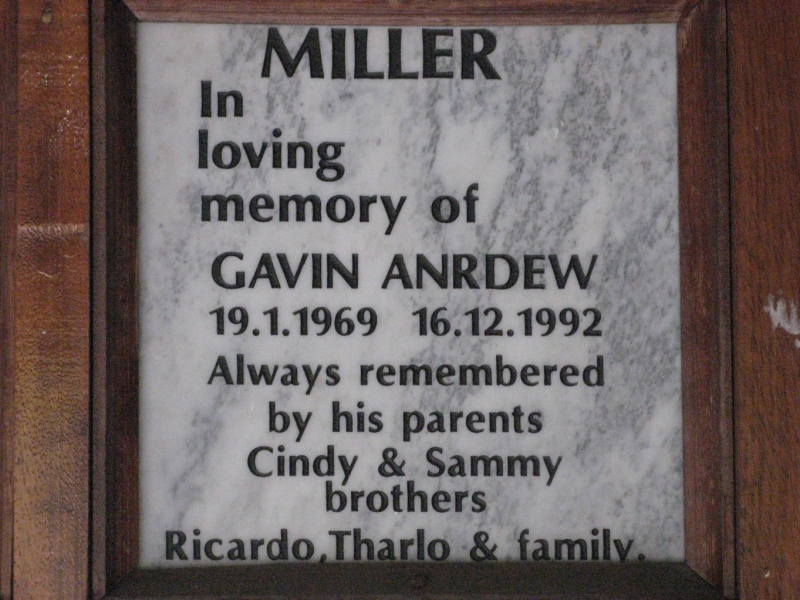 MILLER
In
loving
memory of
GAVIN ANRDEW
19.1.1969 16.12.1992
Always remembered
by his parents
Cindy & Sammy
brothers
Ricardo,Tharlo & family.